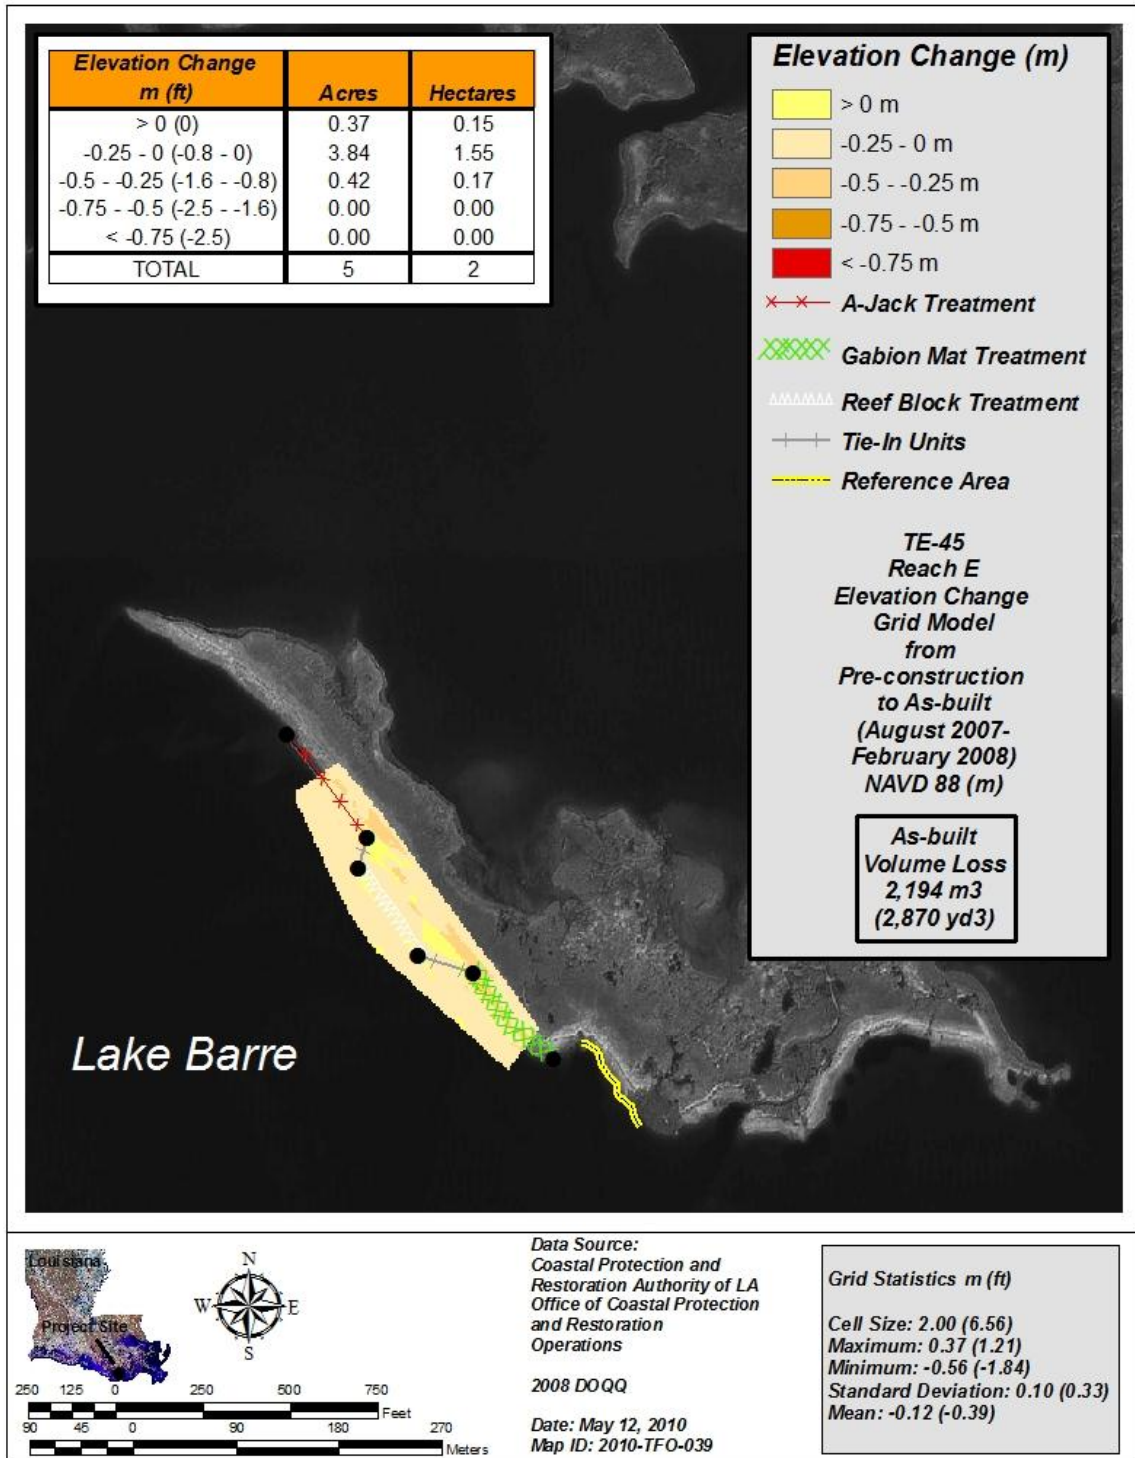 Elevation Change
m (ft) Acres Hectares
> 0 (0) 0.37 0.15
-0.25 - 0 (-0.8 - 0) 3.84 1.55
-0.5 - -0.25 (-1.6 - -0.8) 0.42 0.17
-0.75 - -0.5 (-2.5 - -1.6) 0.00 0.00
< -0.75 (-2.5) 0.00 0.00
TOTAL 5 2
Elevation Change (m)
> 0 m
-0.25 - 0 m
-0.5 - -0.25 m
-0.75 - -0.5 m
< -0.75 m
A-Jack Treatment
Gabion Mat Treatment
Reef Block Treatment
Tie-In Units
Reference Area
TE-45
Reach E
Elevation Change
Grid Model
from
Pre-construction
to As-built
(August 2007-
February 2008)
NAVD 88 (m)
As-built
Volume Loss
2,194 m3
(2,870 yd3)
Lake Barre
Louisiana
Project Site
N
W E
S
250 125 0 250 500 750
Feet
90 45 0 90 180 270
Meters
Data Source:
Coastal Protection and
Restoration Authority of LA
Office of Coastal Protection
and Restoration
Operations
2008 DOQQ
Date: May 12, 2010
Map ID: 2010-TFO-039
Grid Statistics m (ft)
Cell Size: 2.00 (6.56)
Maximum: 0.37 (1.21)
Minimum: -0.56 (-1.84)
Standard Deviation: 0.10 (0.33)
Mean: -0.12 (-0.39)